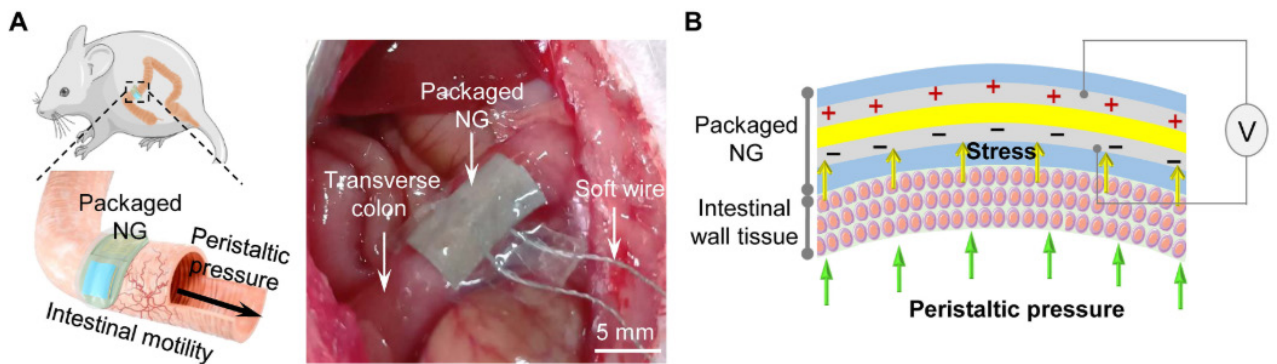 A
Packaged
NG
Peristaltic
pressure
Intestinal motility
Packaged
NG
Transverse
colon
Soft wire
5 mm
B
Packaged
NG
Intestinal
wall tissue
+ + + + + + +
− − − − − − −
Stress
V
Peristaltic pressure